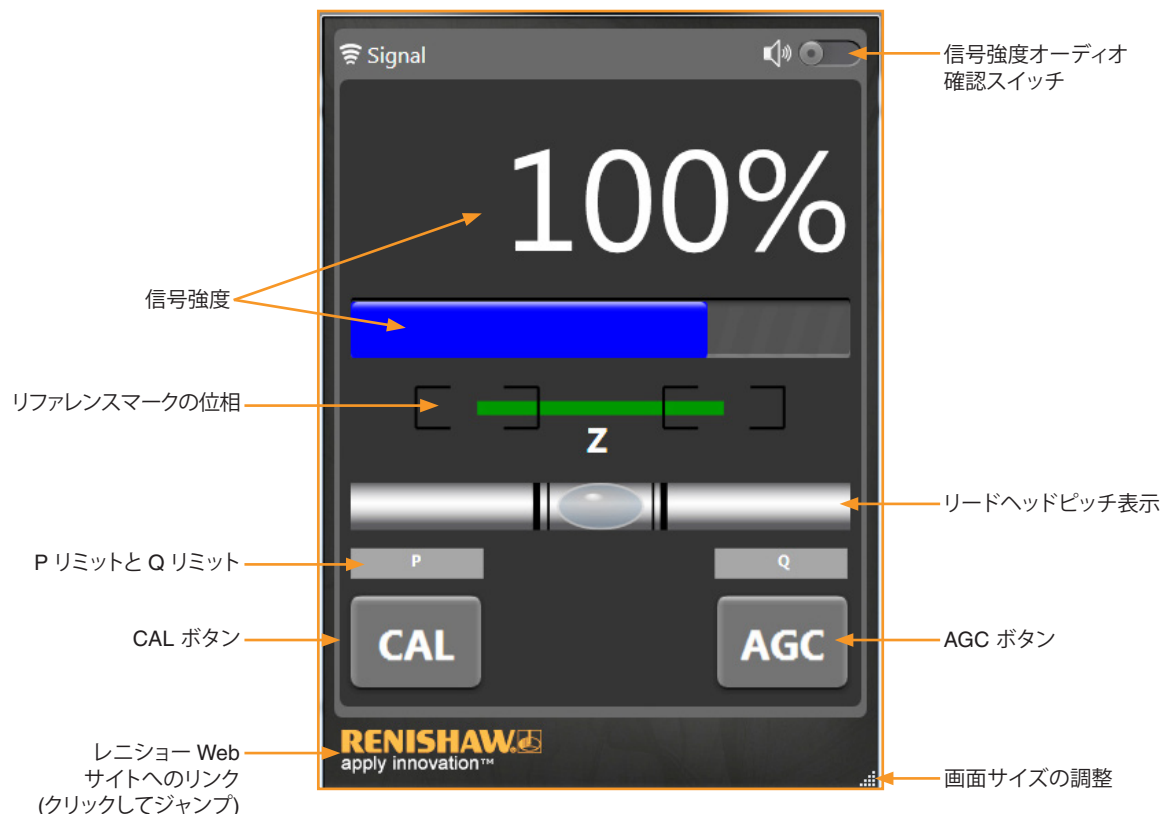 Signal
信号強度オーディオ
確認スイッチ
100%
信号強度
リファレンスマークの位相
Z
リードヘッドピッチ表示
P リミットと Q リミット
P
Q
CAL ボタン
CAL
AGC
AGC ボタン
RENISHAW.
apply innovation™
レニショー Web
サイトへのリンク
(クリックしてジャンプ)
画面サイズの調整